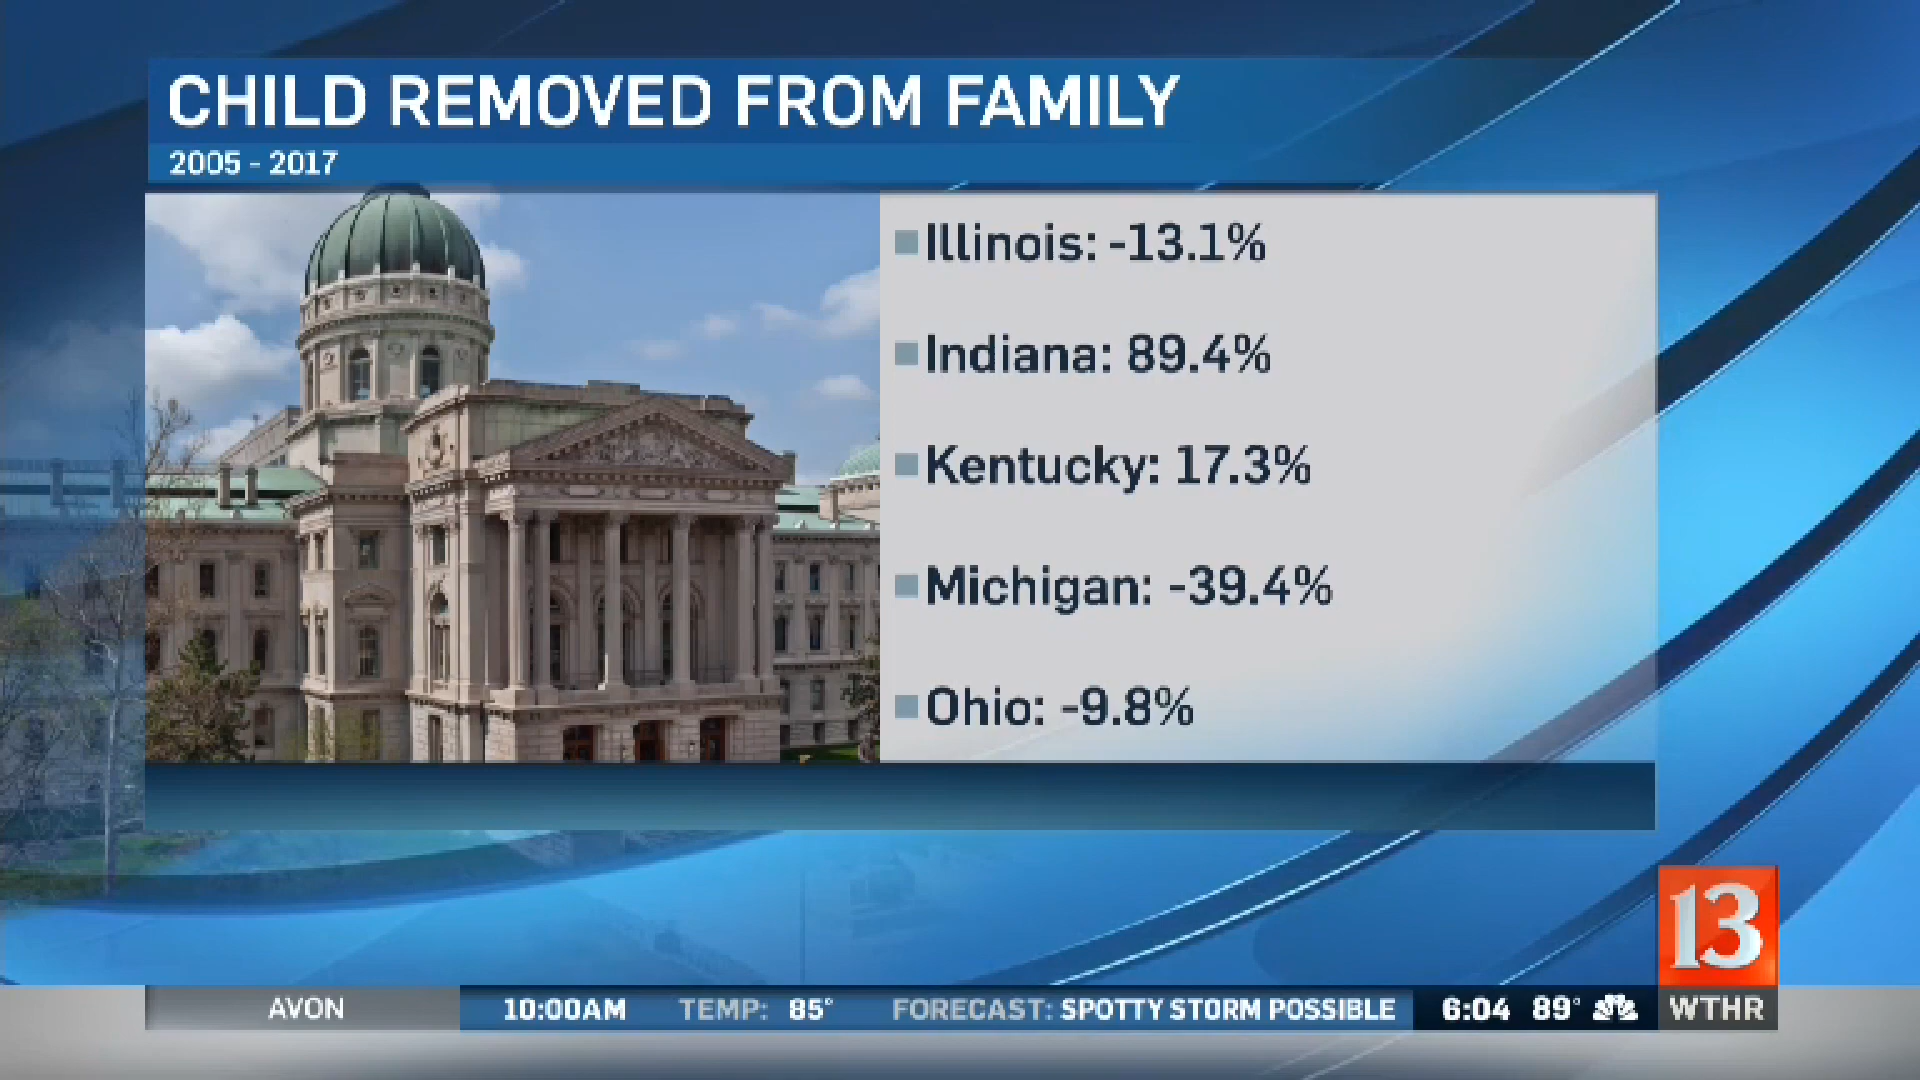 CHILD REMOVED FROM FAMILY
2005 - 2017
Illinois: -13.1%
Indiana: 89.4%
Kentucky: 17.3%
Michigan: -39.4%
Ohio: -9.8%
13
AVON 10:00AM TEMP: 85° FORECAST: SPOTTY STORM POSSIBLE 6:04 89° WTHR